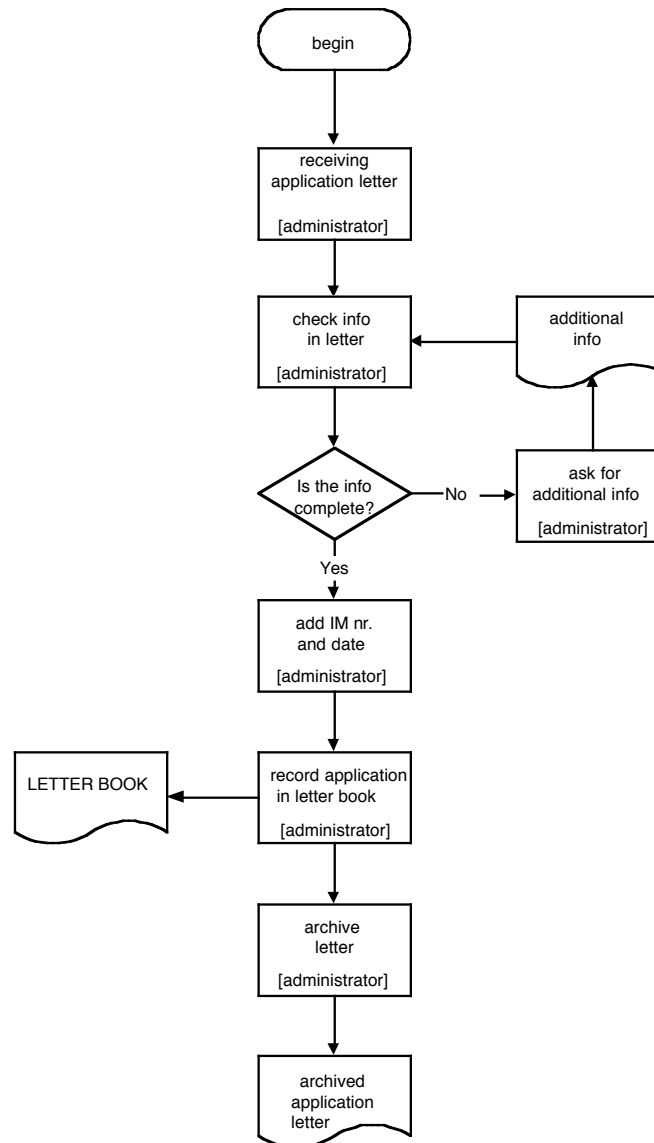 begin
receiving
application letter
[administrator]
check info
in letter
[administrator]
additional
info
Is the info
complete?
No
ask for
additional info
[administrator]
Yes
add IM nr.
and date
[administrator]
LETTER BOOK
record application
in letter book
[administrator]
archive
letter
[administrator]
archived
application
letter